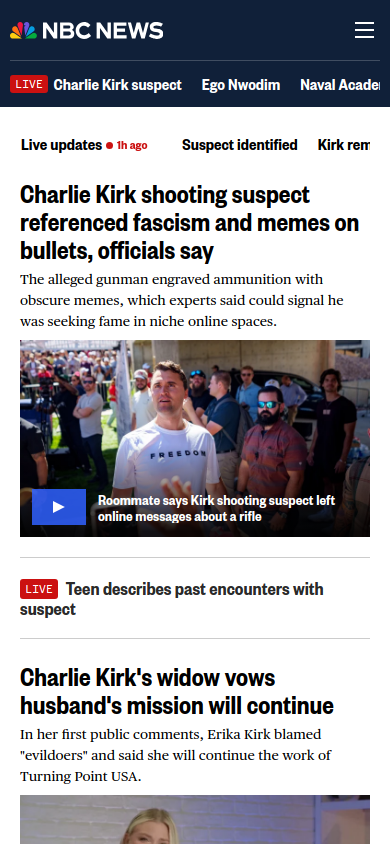 NBC NEWS
LIVE Charlie Kirk suspect Ego Nwodim Naval Acade
Live updates 1h ago Suspect identified Kirk rem
Charlie Kirk shooting suspect
referenced fascism and memes on
bullets, officials say
The alleged gunman engraved ammunition with
obscure memes, which experts said could signal he
was seeking fame in niche online spaces.
FREEDOM
Roommate says Kirk shooting suspect left
online messages about a rifle
LIVE Teen describes past encounters with
suspect
Charlie Kirk's widow vows
husband's mission will continue
In her first public comments, Erika Kirk blamed
"evildoers" and said she will continue the work of
Turning Point USA.